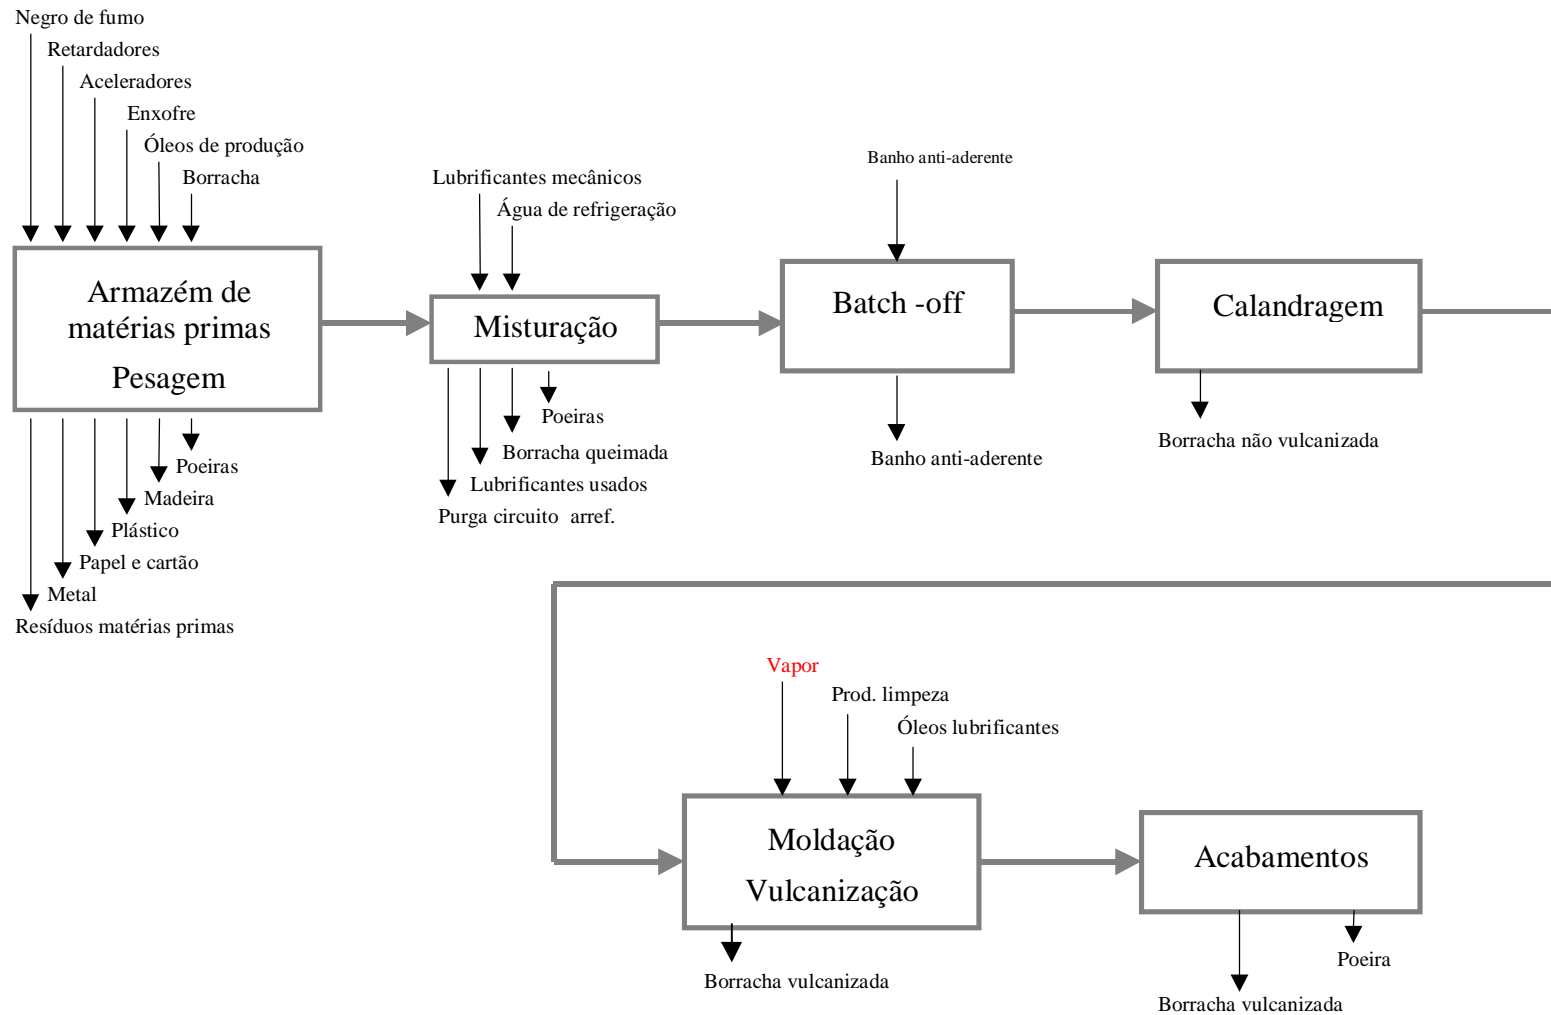 Negro de fumo
Retardadores
Aceleradores
Enxofre
Óleos de produção
Borracha
Armazém de
matérias primas
Pesagem
Poeiras
Madeira
Plástico
Papel e cartão
Metal
Resíduos matérias primas
Lubrificantes mecânicos
Água de refrigeração
Misturação
Poeiras
Borracha queimada
Lubrificantes usados
Purga circuito arref.
Banho anti-aderente
Batch -off
Banho anti-aderente
Calandragem
Borracha não vulcanizada
Vapor
Prod. limpeza
Óleos lubrificantes
Moldação
Vulcanização
Borracha vulcanizada
Acabamentos
Poeira
Borracha vulcanizada